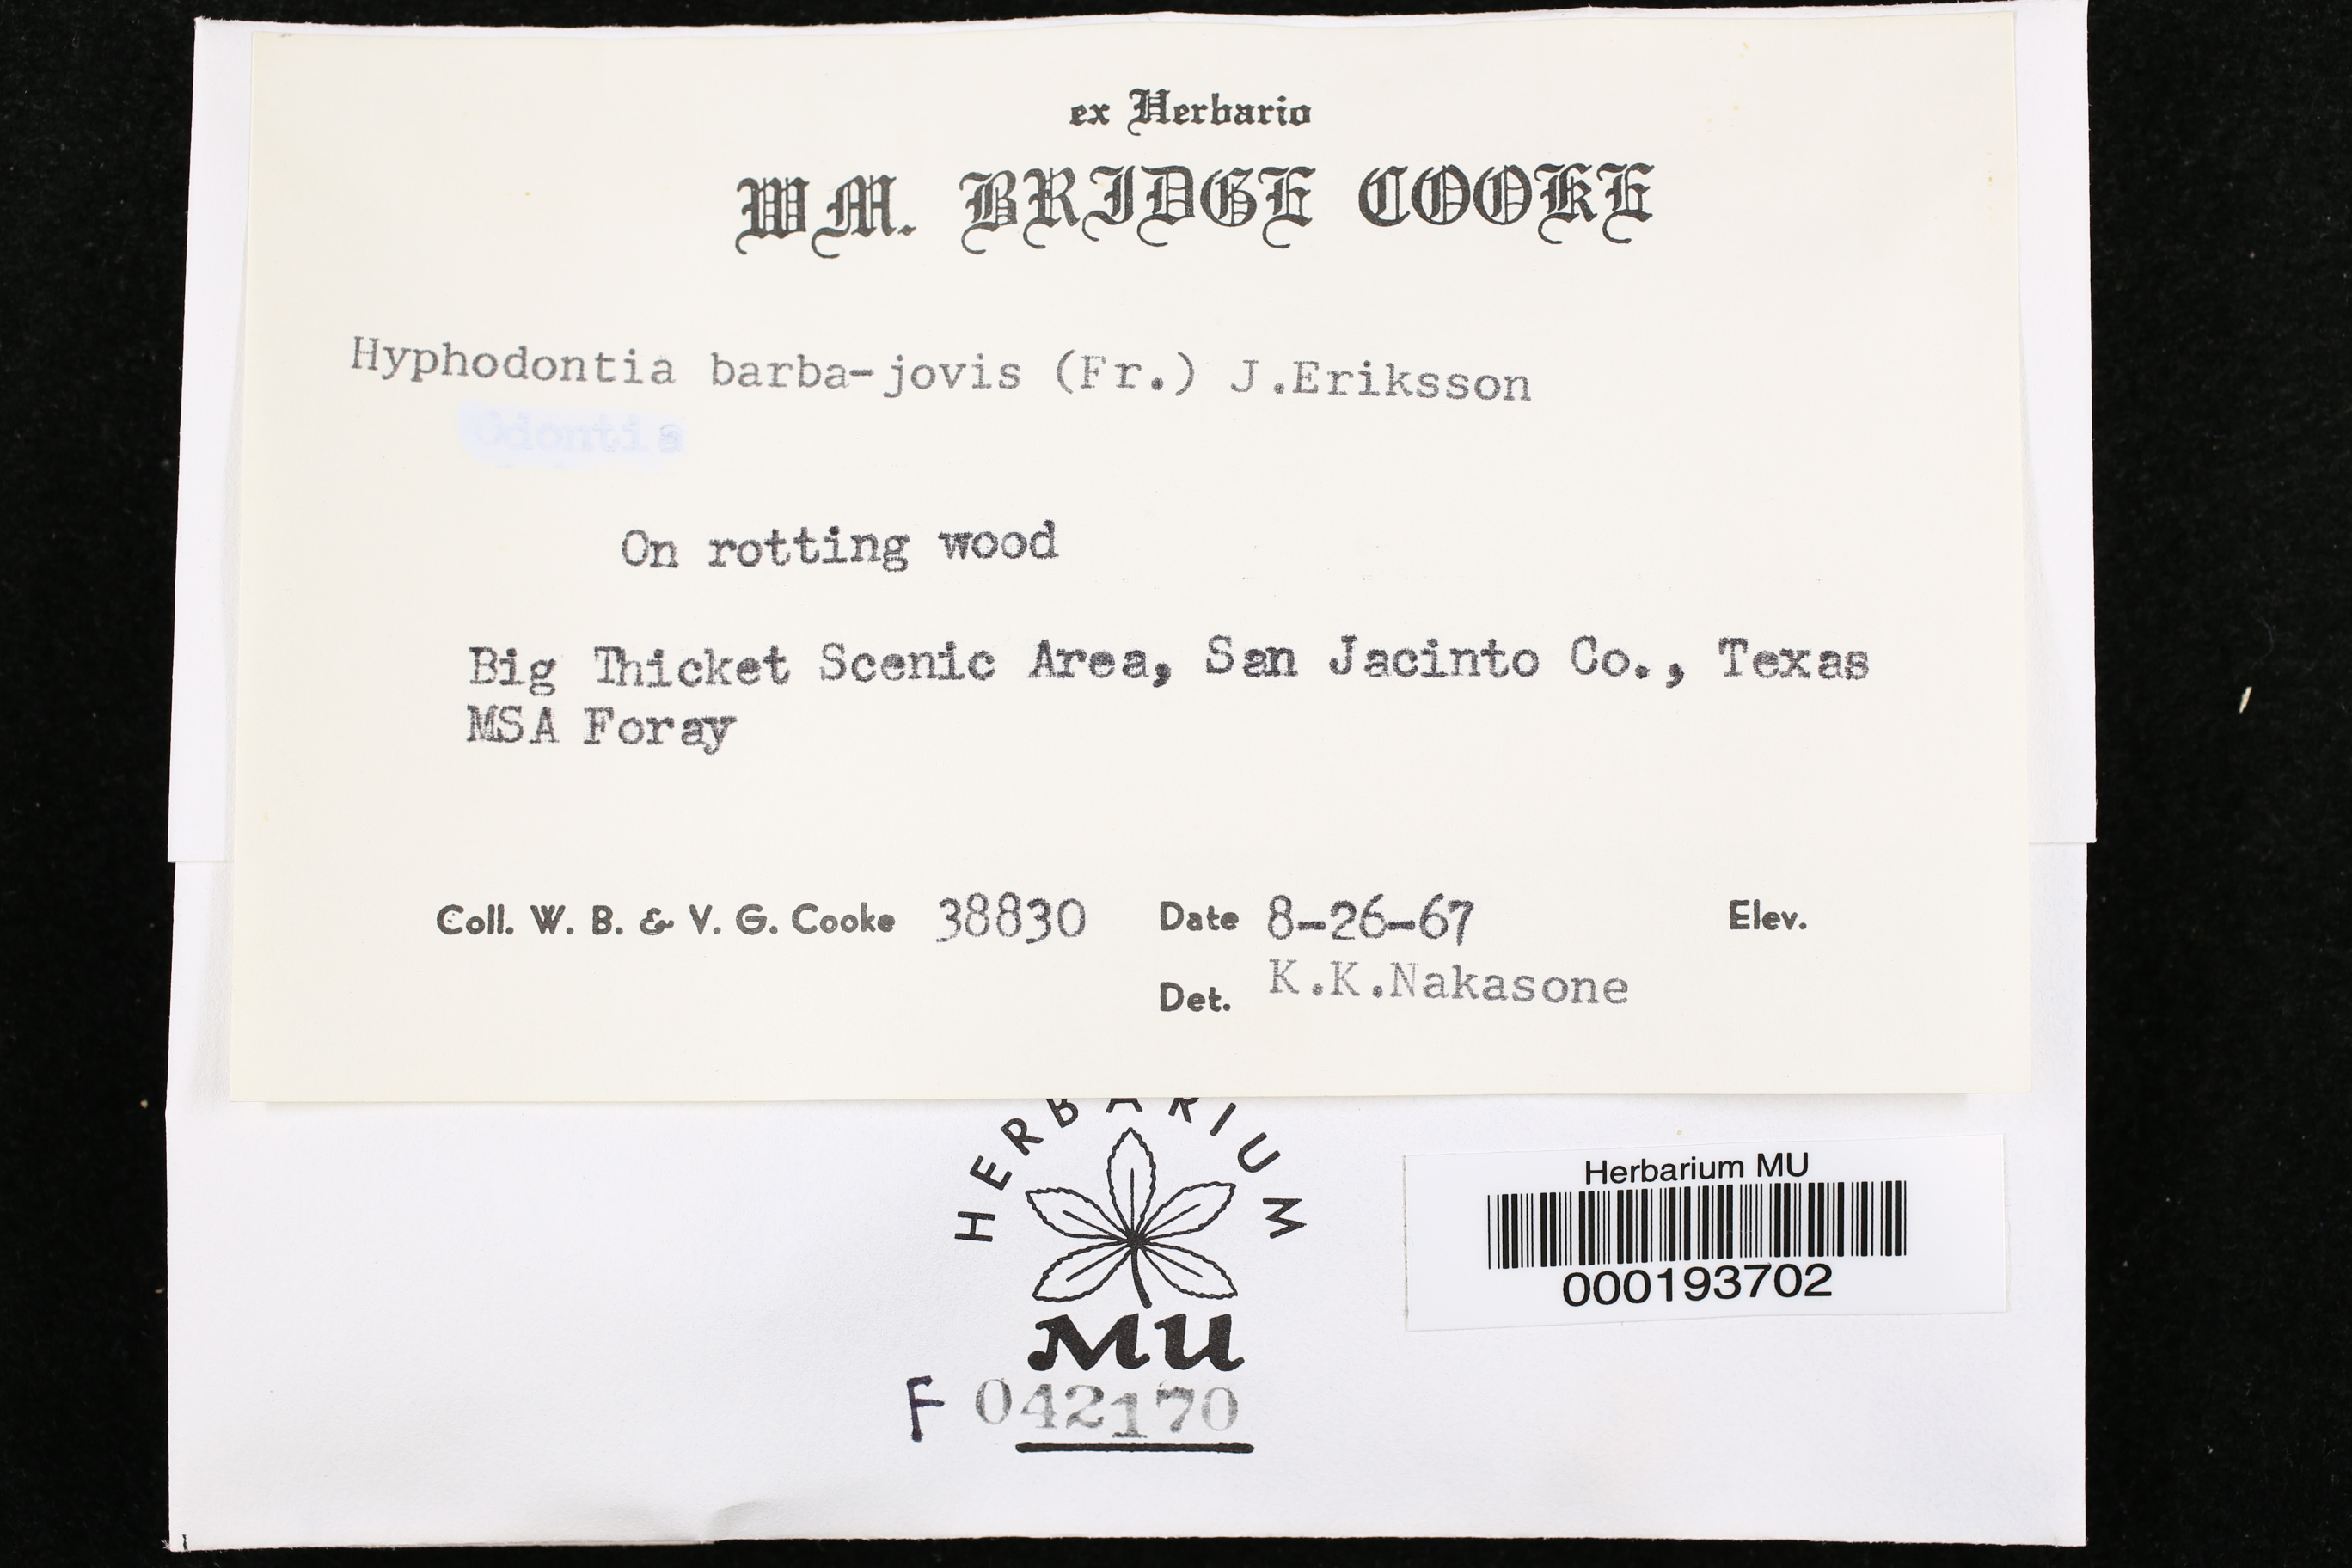 ex Herbario
WM. BRIDGE COOKE
Hyphodontia barba-jovis (Fr.) J.Eriksson
Odontia
On rotting wood
Big Thicket Scenic Area, San Jacinto Co., Texas
MSA Foray
Coll. W. B. & V. G. Cooke 38830 Date 8-26-67 Elev.
Det. K.K.Nakasone
HERBARIUM
MU
F 042170
Herbarium MU
000193702